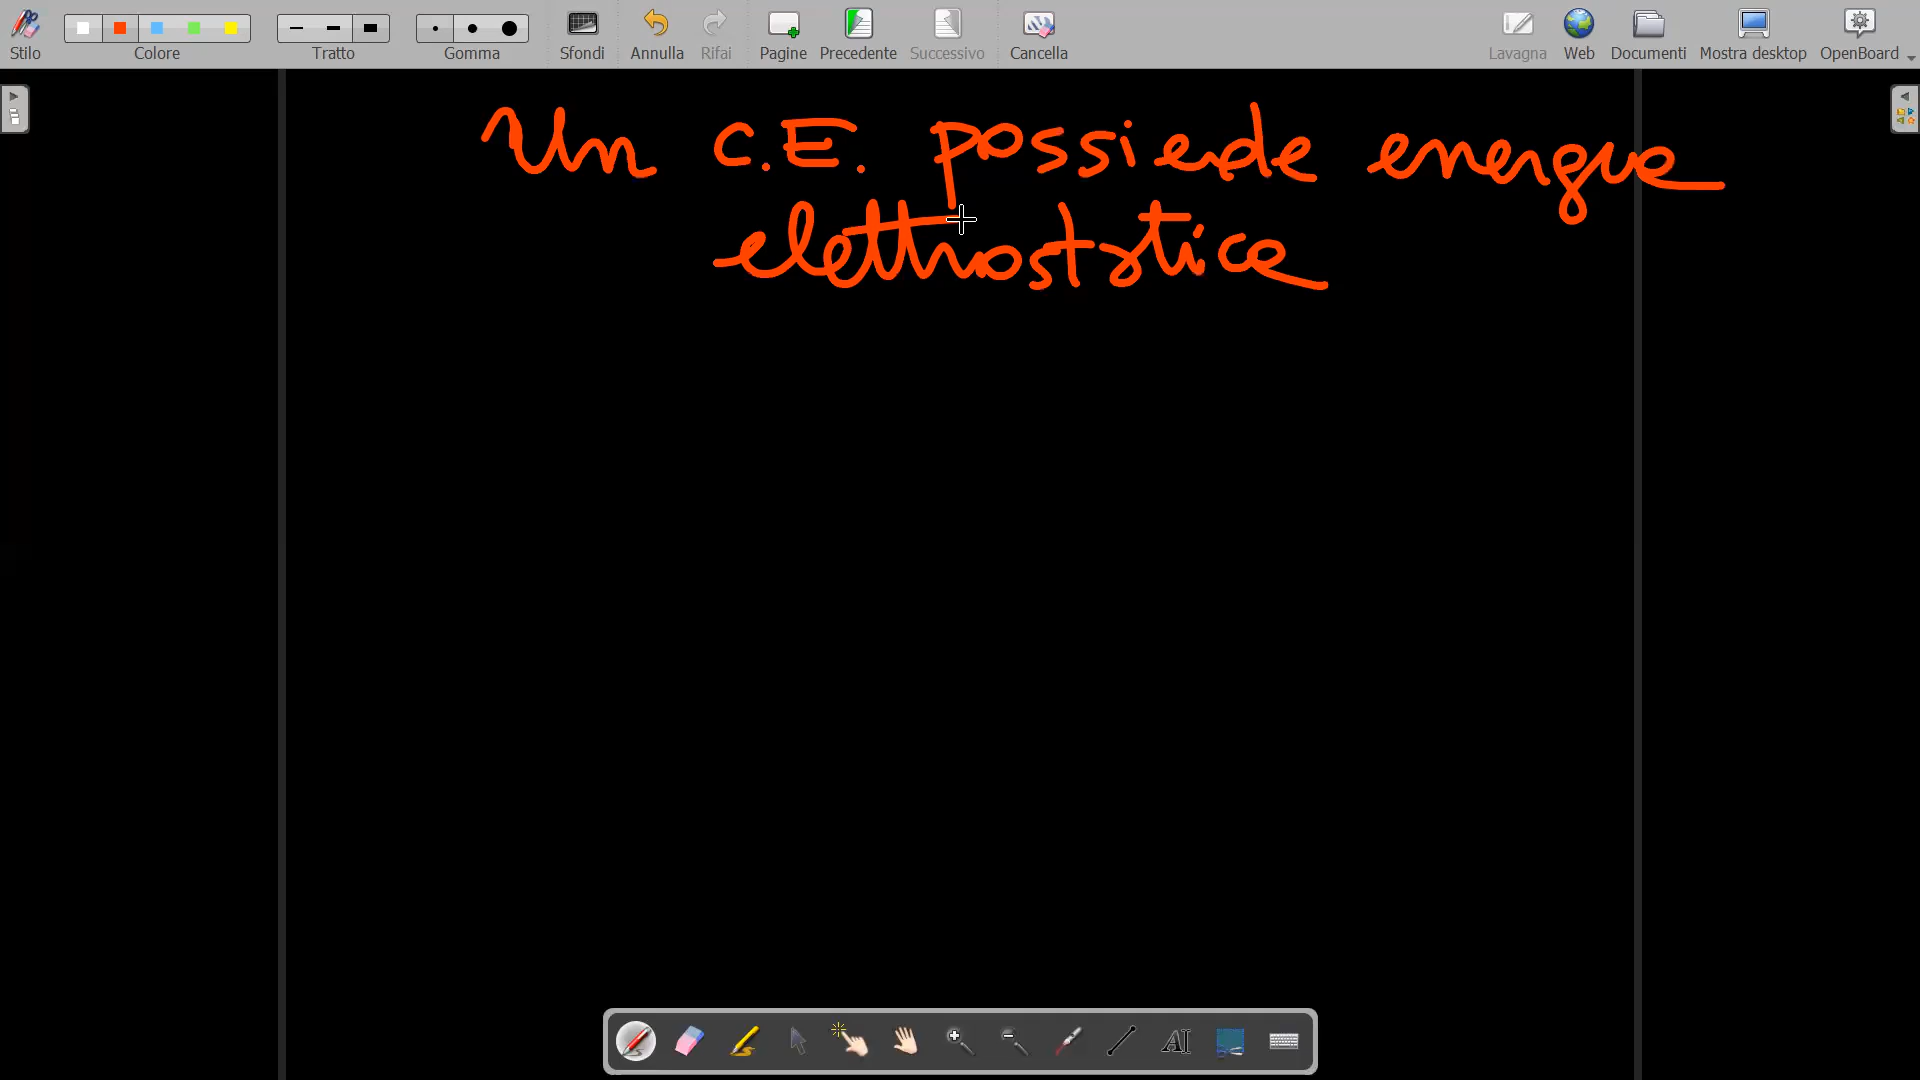 Stilo Colore Tratto Gomma Sfondi Annulla Rifai Pagine Precedente Successivo Cancella Lavagna Web Documenti Mostra desktop OpenBoard
Un C.E. possiede energia
elettrostatica
AI